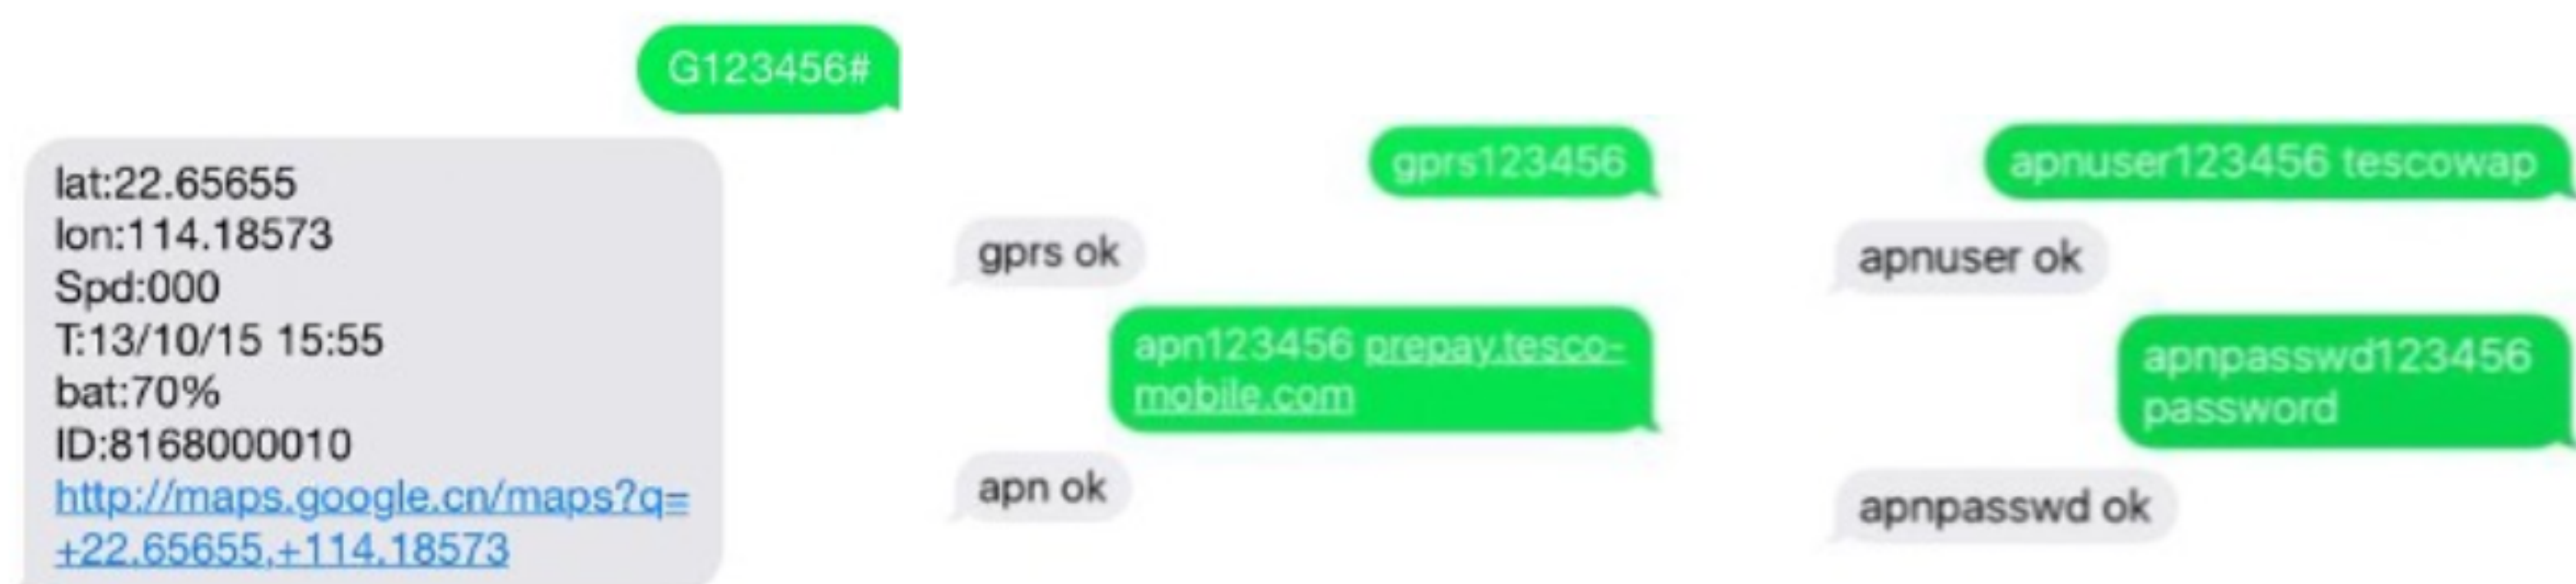 G123456#
lat:22.65655
lon:114.18573
Spd:000
T:13/10/15 15:55
bat:70%
ID:8168000010
http://maps.google.cn/maps?q=
+22.65655,+114.18573
gprs123456
gprs ok
apn123456 prepay.tesco-
mobile.com
apn ok
apnuser123456 tescowap
apnuser ok
apnpasswd123456
password
apnpasswd ok